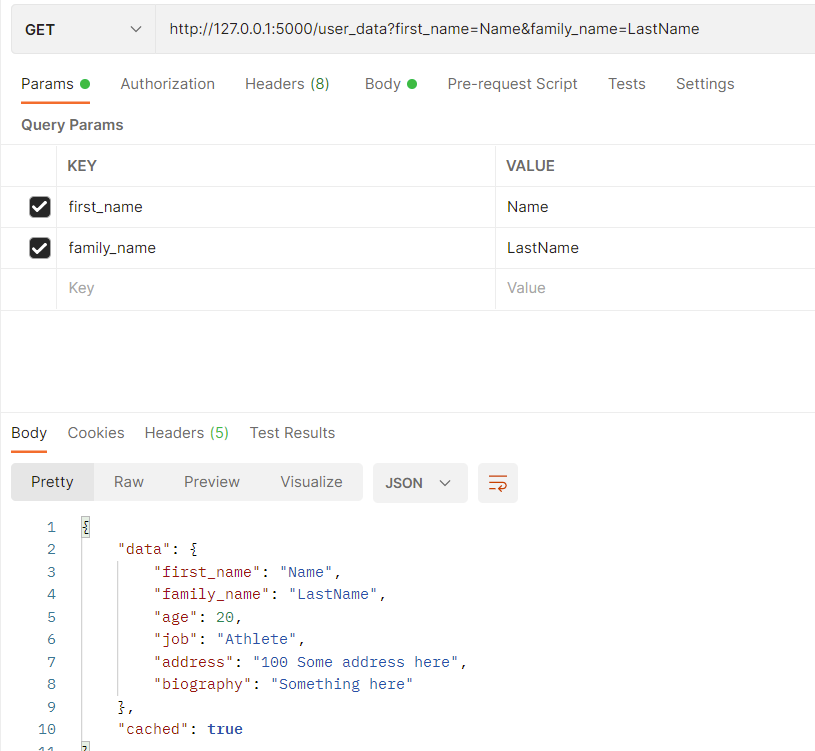 GET http://127.0.0.1:5000/user_data?first_name=Name&family_name=LastName
Params Authorization Headers (8) Body Pre-request Script Tests Settings
Query Params
KEY VALUE
first_name Name
family_name LastName
Key Value
Body Cookies Headers (5) Test Results
Pretty Raw Preview Visualize JSON
1 {
2 "data": {
3 "first_name": "Name",
4 "family_name": "LastName",
5 "age": 20,
6 "job": "Athlete",
7 "address": "100 Some address here",
8 "biography": "Something here"
9 },
10 "cached": true
11 }